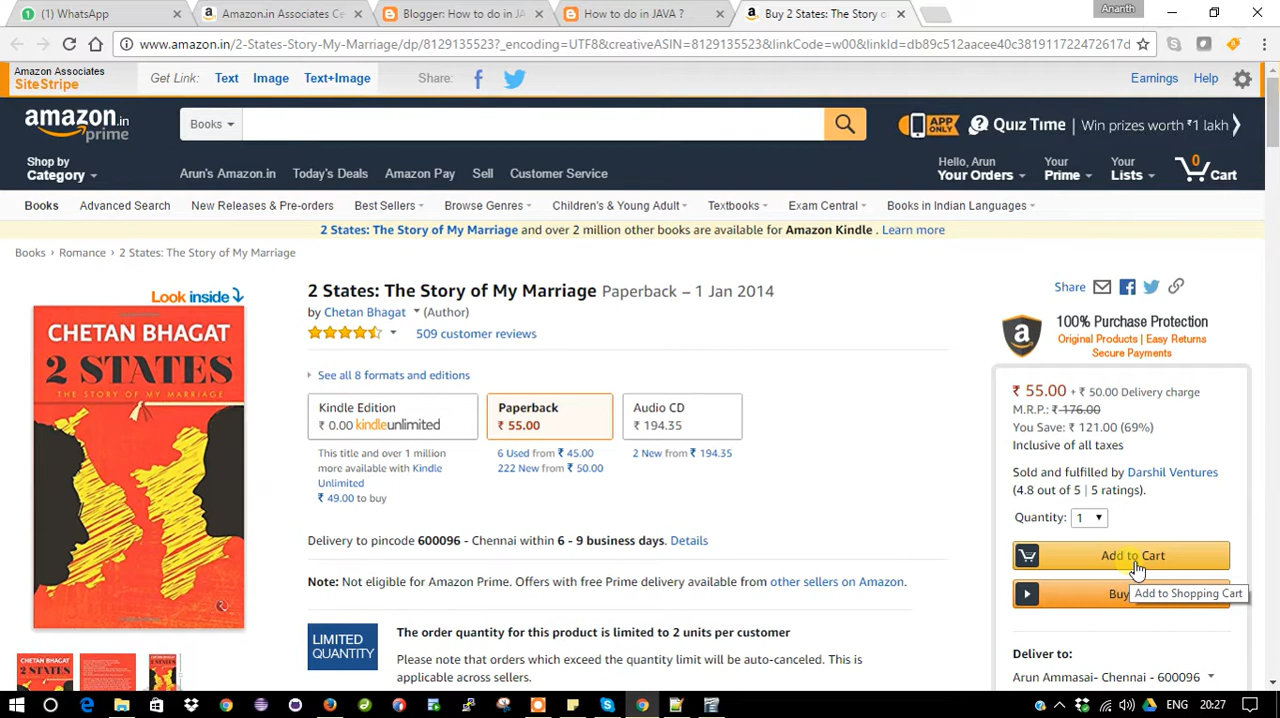 (1) WhatsApp
Amazon.in Associates Ce
Blogger: How to do in JA
How to do in JAVA ?
Buy 2 States: The Story o
Ananth
www.amazon.in/2-States-Story-My-Marriage/dp/8129135523?_encoding=UTF8&creativeASIN=8129135523&linkCode=w00&linkId=db89c512aacee40c381911722472617d
Amazon Associates
SiteStripe
Get Link: Text Image Text+Image Share:
Earnings Help
amazon.in
prime
Books
APP ONLY
QUIZ TIME | Win prizes worth ₹1 lakh
Shop by
Category
Arun's Amazon.in Today's Deals Amazon Pay Sell Customer Service
Hello, Arun
Your Orders
Your
Prime
Your
Lists
0
Cart
Books Advanced Search New Releases & Pre-orders Best Sellers Browse Genres Children's & Young Adult Textbooks Exam Central Books in Indian Languages
2 States: The Story of My Marriage and over 2 million other books are available for Amazon Kindle . Learn more
Books › Romance › 2 States: The Story of My Marriage
Look inside
CHETAN BHAGAT
2 STATES
THE STORY OF MY MARRIAGE
CHETAN BHAGAT
2 STATES
2 States: The Story of My Marriage Paperback – 1 Jan 2014
by Chetan Bhagat (Author)
509 customer reviews
See all 8 formats and editions
Kindle Edition
₹ 0.00 kindleunlimited
This title and over 1 million
more available with Kindle
Unlimited
₹ 49.00 to buy
Paperback
₹ 55.00
6 Used from ₹ 45.00
222 New from ₹ 50.00
Audio CD
₹ 194.35
2 New from ₹ 194.35
Delivery to pincode 600096 - Chennai within 6 - 9 business days. Details
Note: Not eligible for Amazon Prime. Offers with free Prime delivery available from other sellers on Amazon.
LIMITED
QUANTITY
The order quantity for this product is limited to 2 units per customer
Please note that orders which exceed the quantity limit will be auto-canceled. This is
applicable across sellers.
Share
100% Purchase Protection
Original Products | Easy Returns
Secure Payments
₹ 55.00 + ₹ 50.00 Delivery charge
M.R.P.: ₹ 176.00
You Save: ₹ 121.00 (69%)
Inclusive of all taxes
Sold and fulfilled by Darshil Ventures
(4.8 out of 5 | 5 ratings).
Quantity: 1
Add to Cart
Buy
Add to Shopping Cart
Deliver to:
Arun Ammasai- Chennai - 600096
ENG 20:27